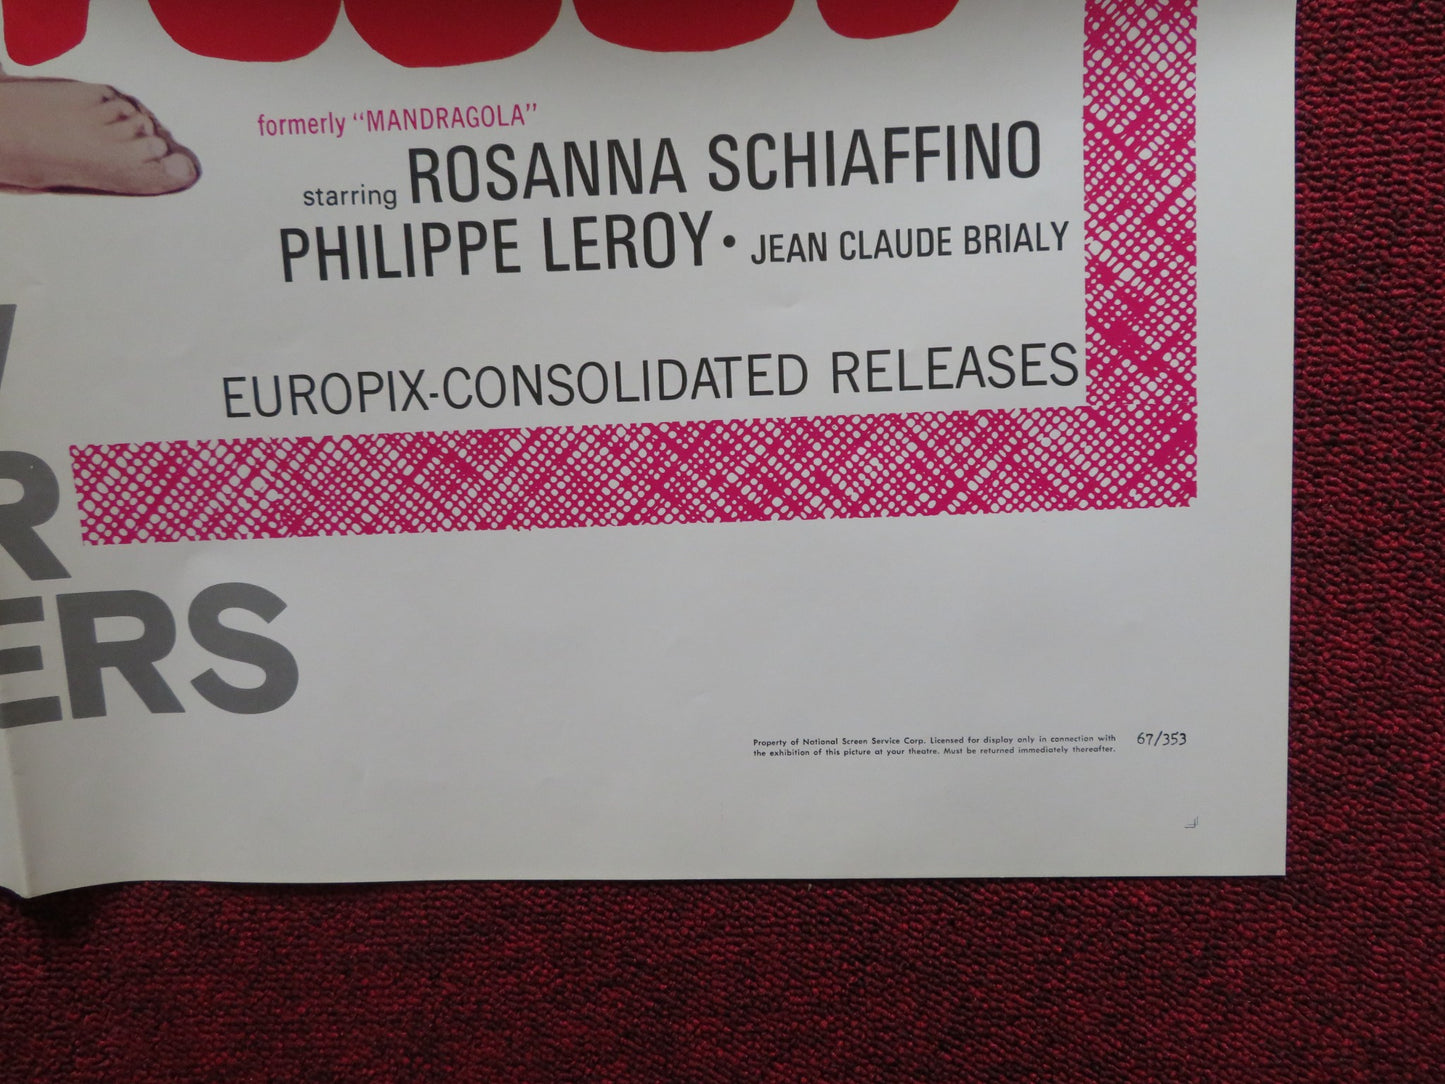 formerly "MANDRAGOLA"
starring ROSANNA SCHIAFFINO
PHILIPPE LEROY • JEAN CLAUDE BRIALY
EUROPIX-CONSOLIDATED RELEASES
R
ERS
Property of National Screen Service Corp. Licensed for display only in connection with
the exhibition of this picture at your theatre. Must be returned immediately thereafter.
67/353